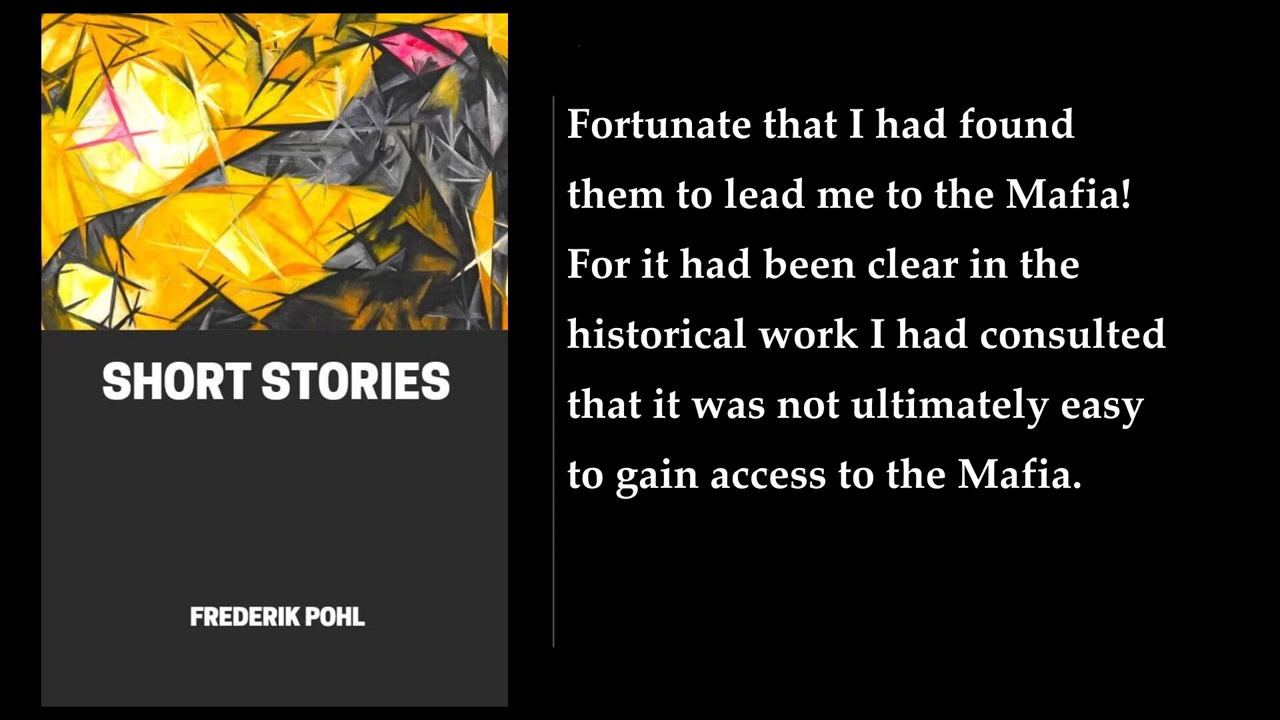 SHORT STORIES
FREDERIK POHL
Fortunate that I had found
them to lead me to the Mafia!
For it had been clear in the
historical work I had consulted
that it was not ultimately easy
to gain access to the Mafia.